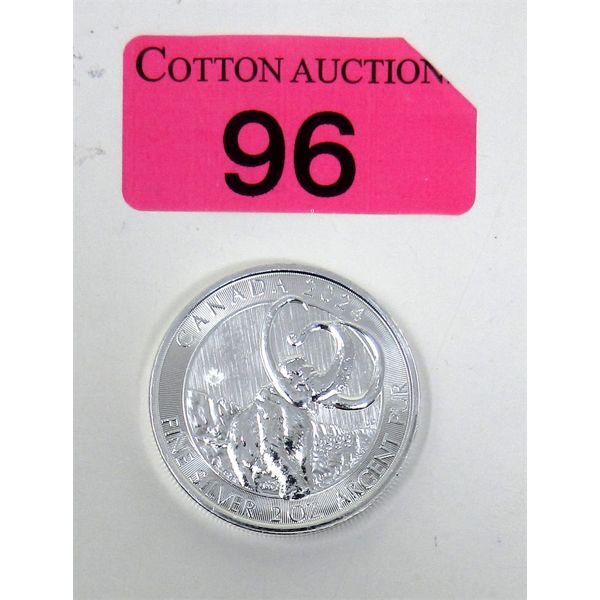 COTTON AUCTION
96
CANADA 2024
FINE SILVER 2 OZ ARGENT PUR